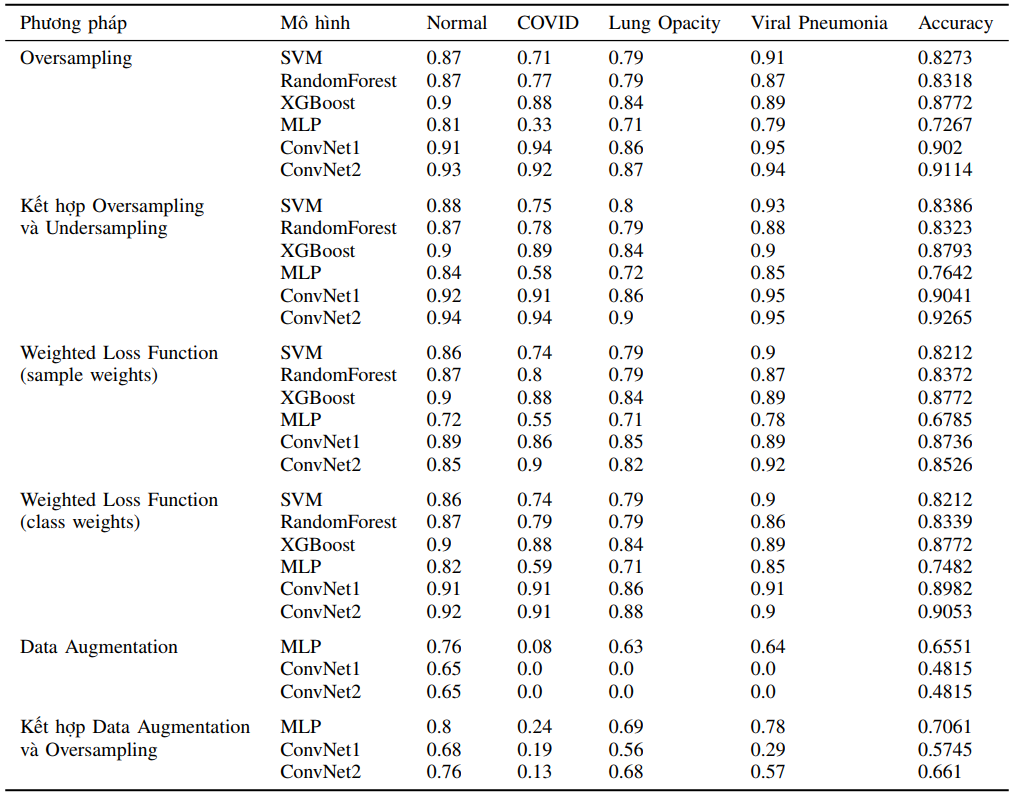 Phương pháp Mô hình Normal COVID Lung Opacity Viral Pneumonia Accuracy
Oversampling SVM 0.87 0.71 0.79 0.91 0.8273
RandomForest 0.87 0.77 0.79 0.87 0.8318
XGBoost 0.9 0.88 0.84 0.89 0.8772
MLP 0.81 0.33 0.71 0.79 0.7267
ConvNet1 0.91 0.94 0.86 0.95 0.902
ConvNet2 0.93 0.92 0.87 0.94 0.9114
Kết hợp Oversampling SVM 0.88 0.75 0.8 0.93 0.8386
và Undersampling RandomForest 0.87 0.78 0.79 0.88 0.8323
XGBoost 0.9 0.89 0.84 0.9 0.8793
MLP 0.84 0.58 0.72 0.85 0.7642
ConvNet1 0.92 0.91 0.86 0.95 0.9041
ConvNet2 0.94 0.94 0.9 0.95 0.9265
Weighted Loss Function SVM 0.86 0.74 0.79 0.9 0.8212
(sample weights) RandomForest 0.87 0.8 0.79 0.87 0.8372
XGBoost 0.9 0.88 0.84 0.89 0.8772
MLP 0.72 0.55 0.71 0.78 0.6785
ConvNet1 0.89 0.86 0.85 0.89 0.8736
ConvNet2 0.85 0.9 0.82 0.92 0.8526
Weighted Loss Function SVM 0.86 0.74 0.79 0.9 0.8212
(class weights) RandomForest 0.87 0.79 0.79 0.86 0.8339
XGBoost 0.9 0.88 0.84 0.89 0.8772
MLP 0.82 0.59 0.71 0.85 0.7482
ConvNet1 0.91 0.91 0.86 0.91 0.8982
ConvNet2 0.92 0.91 0.88 0.9 0.9053
Data Augmentation MLP 0.76 0.08 0.63 0.64 0.6551
ConvNet1 0.65 0.0 0.0 0.0 0.4815
ConvNet2 0.65 0.0 0.0 0.0 0.4815
Kết hợp Data Augmentation MLP 0.8 0.24 0.69 0.78 0.7061
và Oversampling ConvNet1 0.68 0.19 0.56 0.29 0.5745
ConvNet2 0.76 0.13 0.68 0.57 0.661